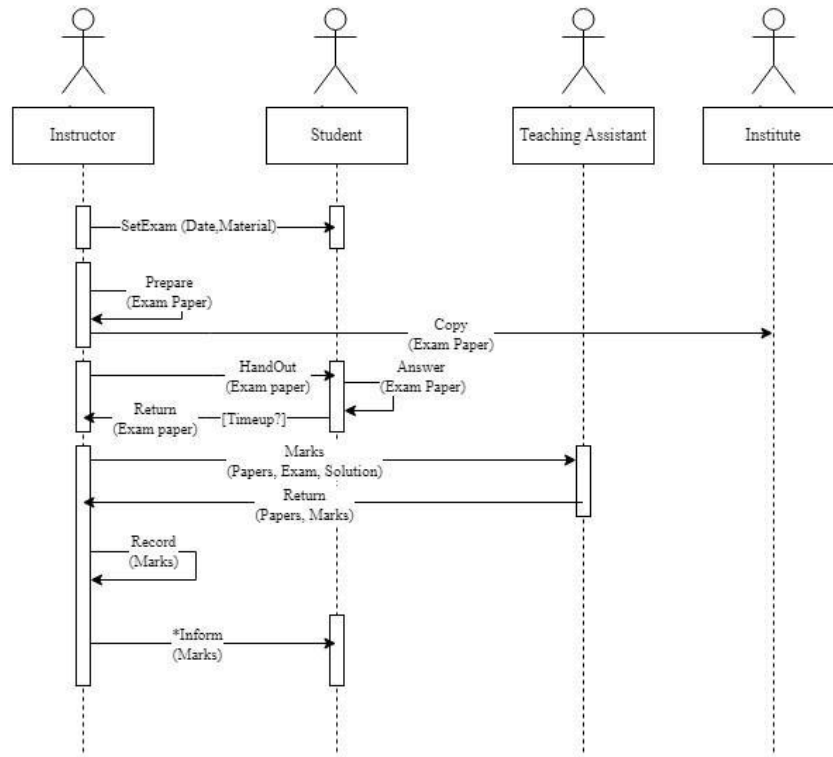 Instructor
Student
Teaching Assistant
Institute
SetExam (Date,Material)
Prepare
(Exam Paper)
Copy
(Exam Paper)
HandOut
(Exam paper)
Answer
(Exam Paper)
Return
(Exam paper)
[Timeup?]
Marks
(Papers, Exam, Solution)
Return
(Papers, Marks)
Record
(Marks)
*Inform
(Marks)